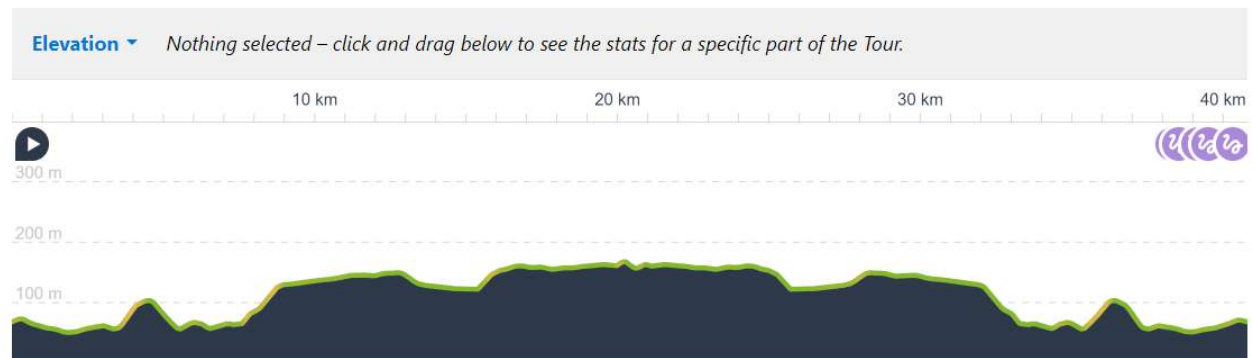 Elevation Nothing selected – click and drag below to see the stats for a specific part of the Tour.
10 km 20 km 30 km 40 km
300 m
200 m
100 m